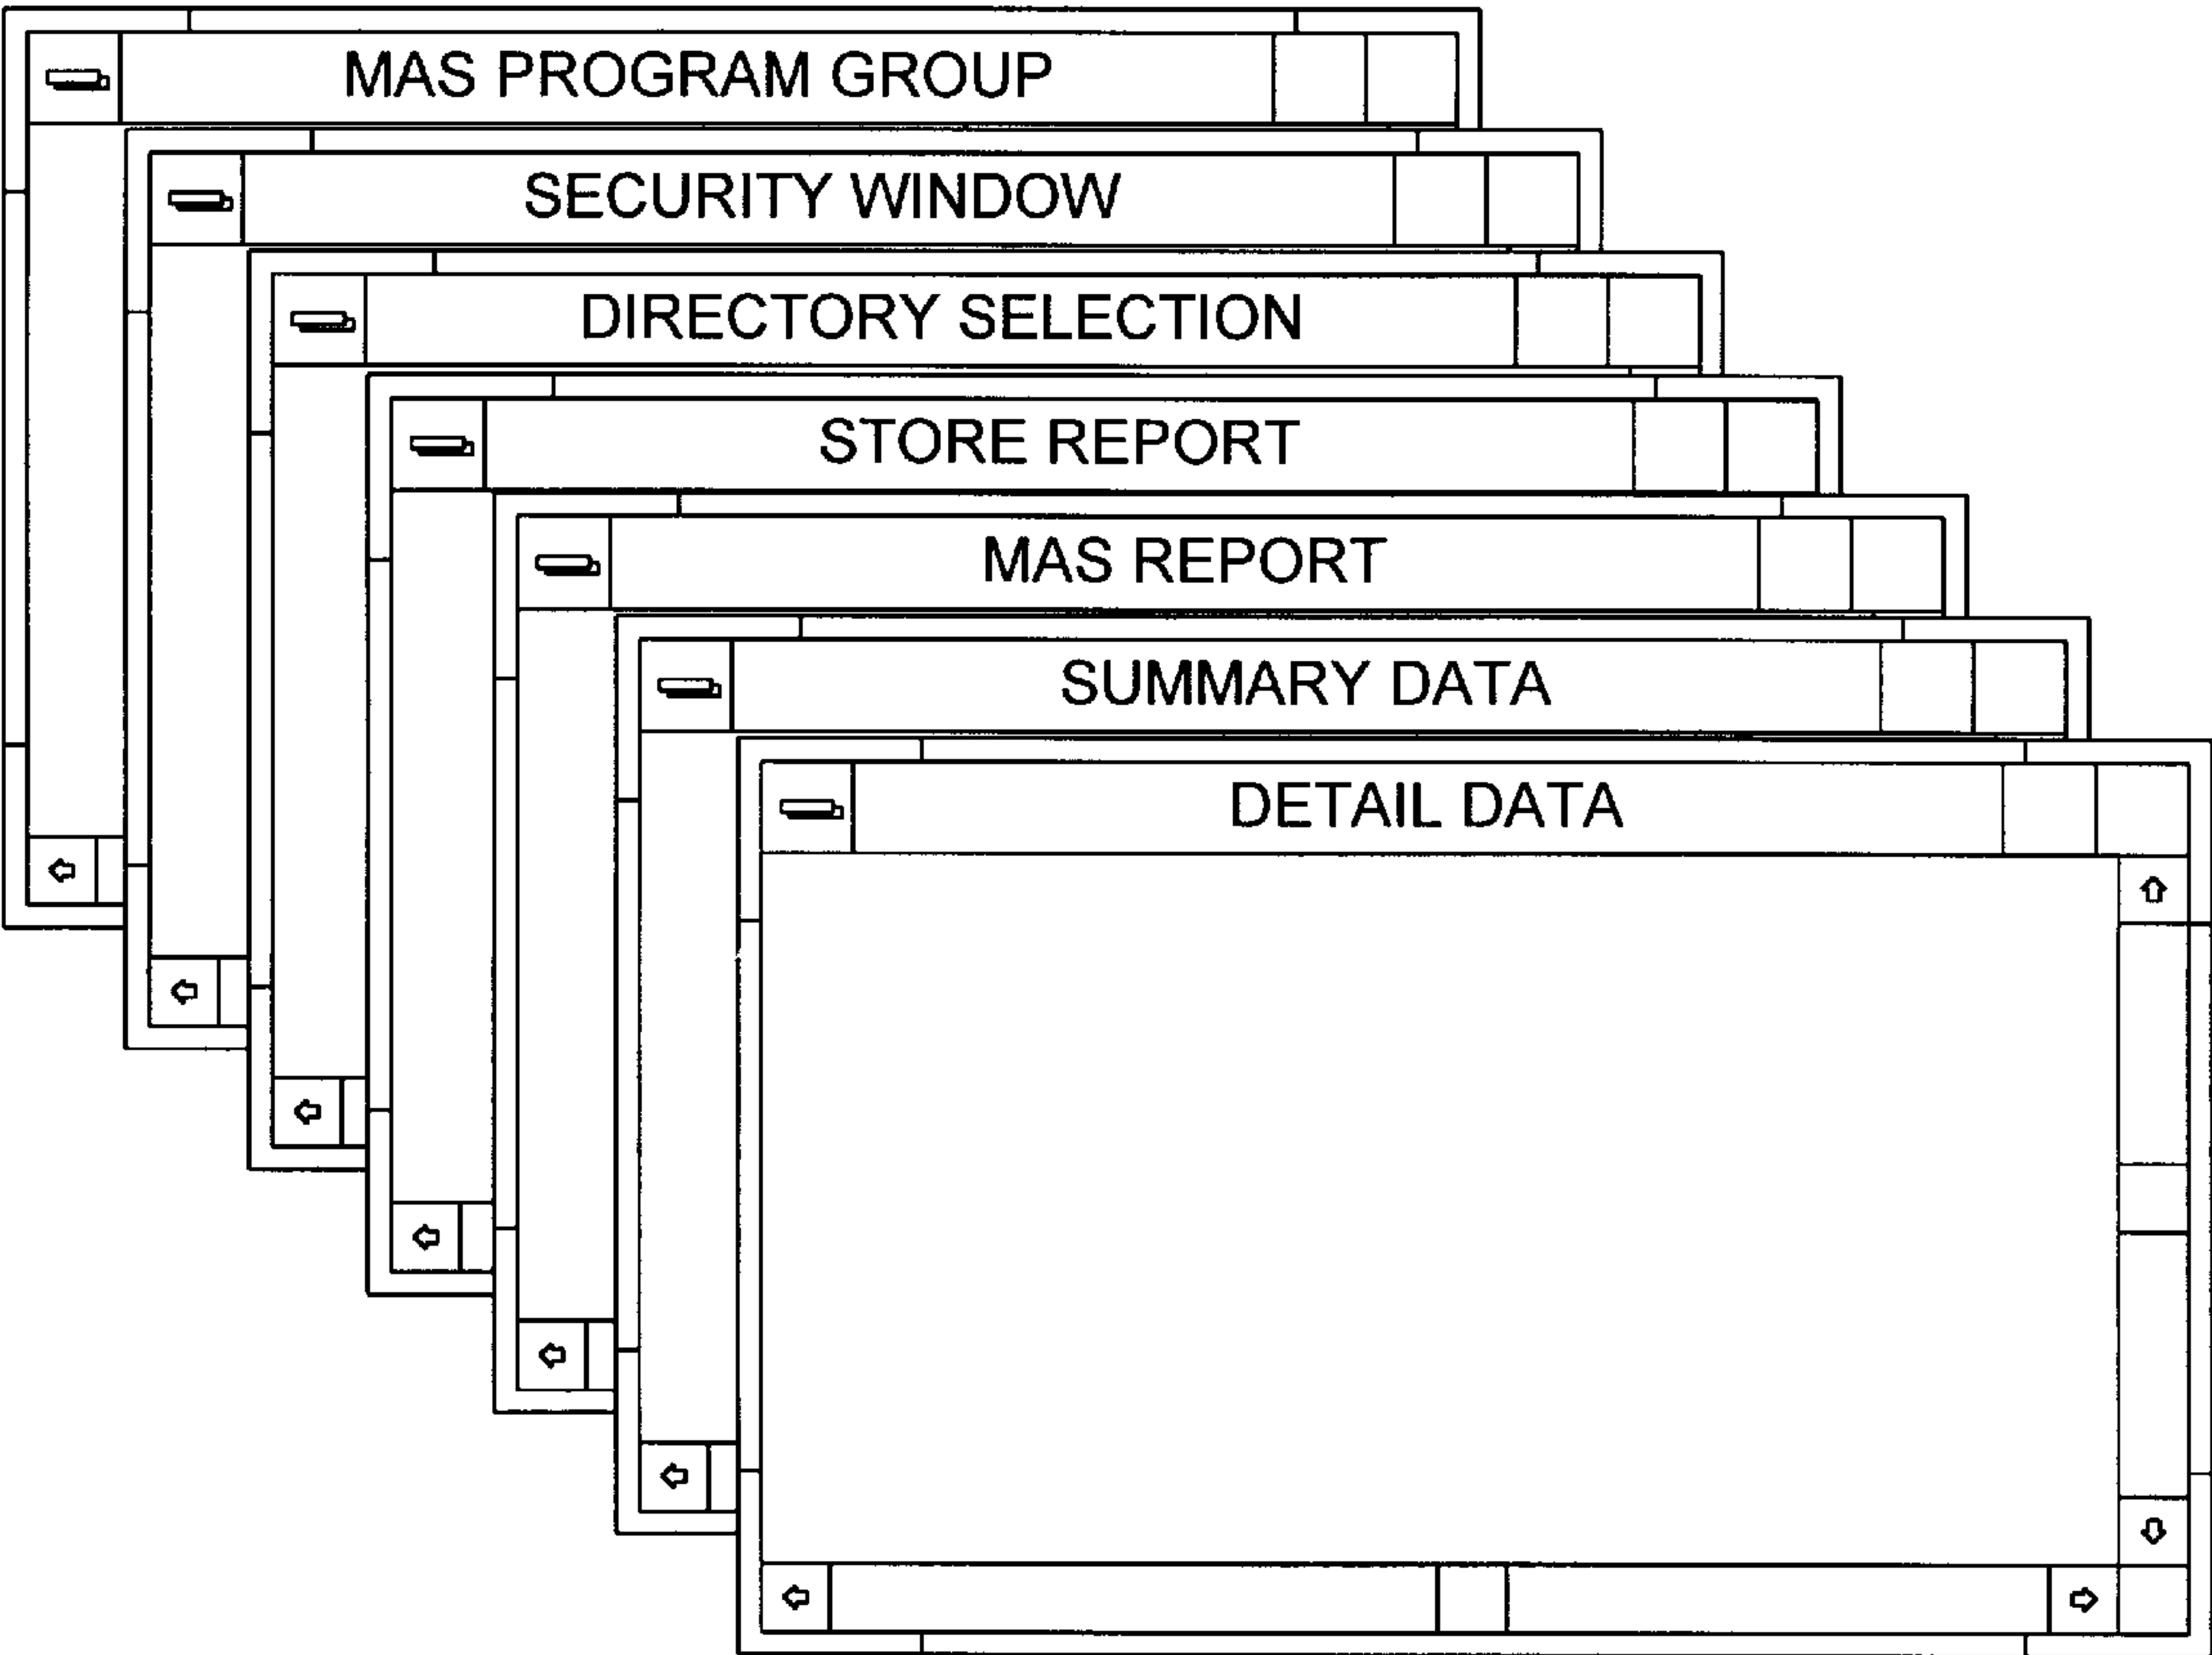 MAS PROGRAM GROUP
SECURITY WINDOW
DIRECTORY SELECTION
STORE REPORT
MAS REPORT
SUMMARY DATA
DETAIL DATA